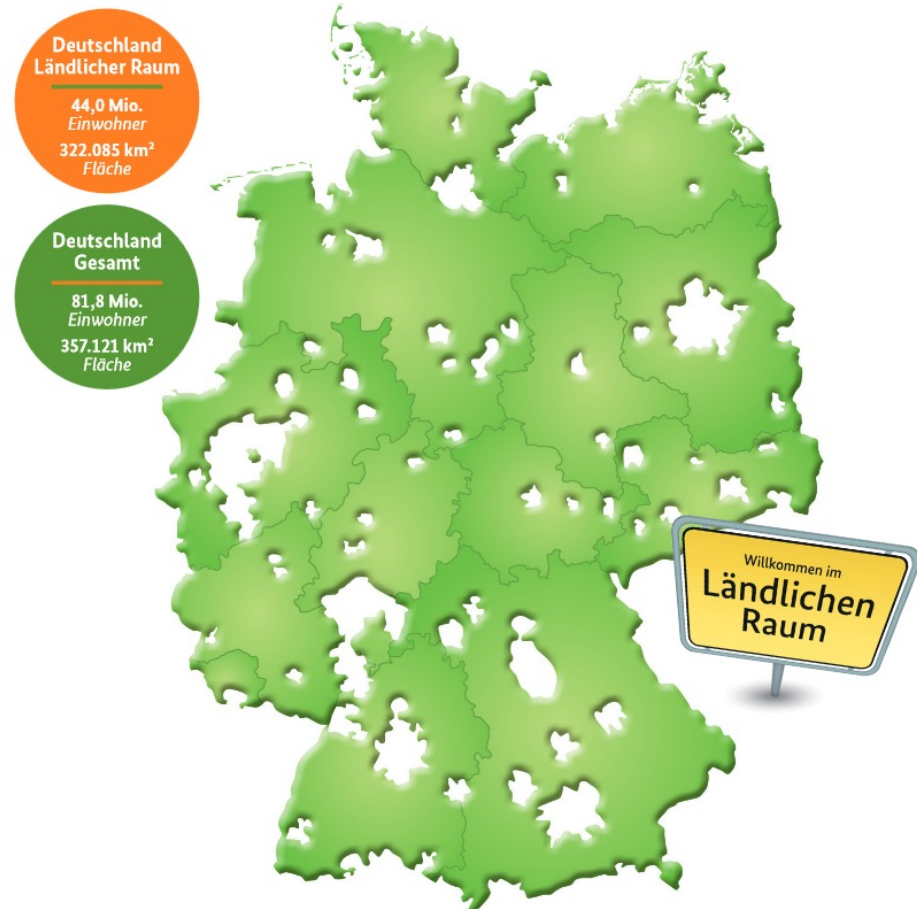 Deutschland
Ländlicher Raum
44,0 Mio.
Einwohner
322.085 km²
Fläche
Deutschland
Gesamt
81,8 Mio.
Einwohner
357.121 km²
Fläche
Willkommen im
Ländlichen
Raum